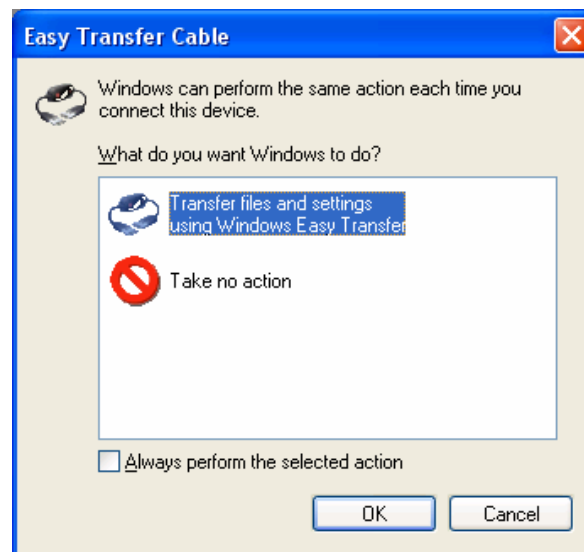 Easy Transfer Cable
Windows can perform the same action each time you
connect this device.
What do you want Windows to do?
Transfer files and settings
using Windows Easy Transfer
Take no action
Always perform the selected action
OK
Cancel